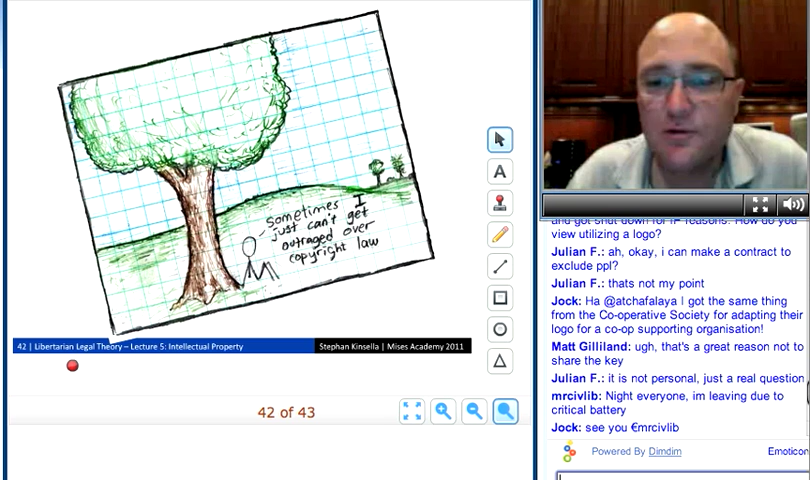 Sometimes I
just can't get
outraged over
copyright law
42 | Libertarian Legal Theory – Lecture 5: Intellectual Property
Stephan Kinsella | Mises Academy 2011
42 of 43
A
and got shut down for IP reasons. How do you
view utilizing a logo?
Julian F.: ah, okay, i can make a contract to
exclude ppl?
Julian F.: thats not my point
Jock: Ha @atchafalaya I got the same thing
from the Co-operative Society for adapting their
logo for a co-op supporting organisation!
Matt Gilliland: ugh, that's a great reason not to
share the key
Julian F.: it is not personal, just a real question
mrcivlib: Night everyone, im leaving due to
critical battery
Jock: see you €mrcivlib
Powered By Dimdim
Emoticon